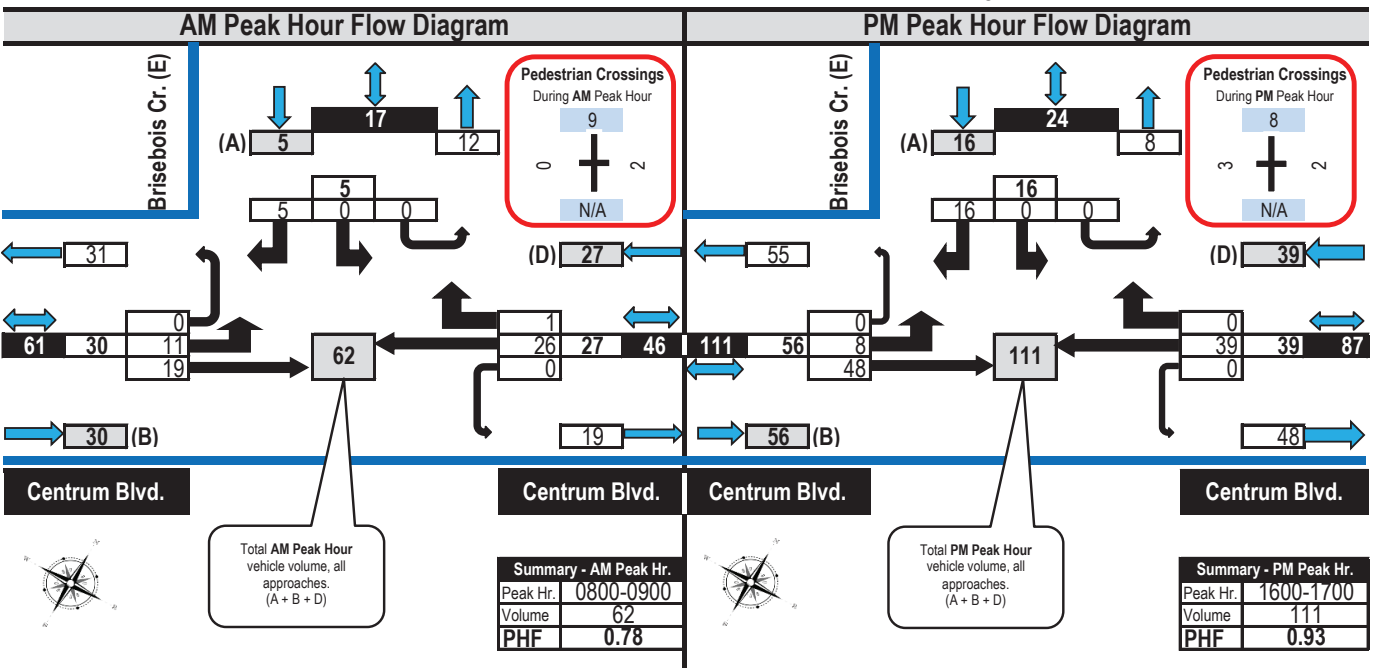 AM Peak Hour Flow Diagram
Brisebois Cr. (E)
(A) 5
17
12
Pedestrian Crossings
During AM Peak Hour
9
0
2
N/A
5
5 0 0
31
(D) 27
0
61 30 11
19
62
1
26 27 46
0
30 (B)
19
Centrum Blvd.
Centrum Blvd.
Total AM Peak Hour
vehicle volume, all
approaches.
(A + B + D)
Summary - AM Peak Hr.
Peak Hr. 0800-0900
Volume 62
PHF 0.78
PM Peak Hour Flow Diagram
Brisebois Cr. (E)
(A) 16
24
8
Pedestrian Crossings
During PM Peak Hour
8
3
2
N/A
16
16 0 0
55
(D) 39
0
111 56 8
48
111
0
39 39 87
0
56 (B)
48
Centrum Blvd.
Centrum Blvd.
Total PM Peak Hour
vehicle volume, all
approaches.
(A + B + D)
Summary - PM Peak Hr.
Peak Hr. 1600-1700
Volume 111
PHF 0.93